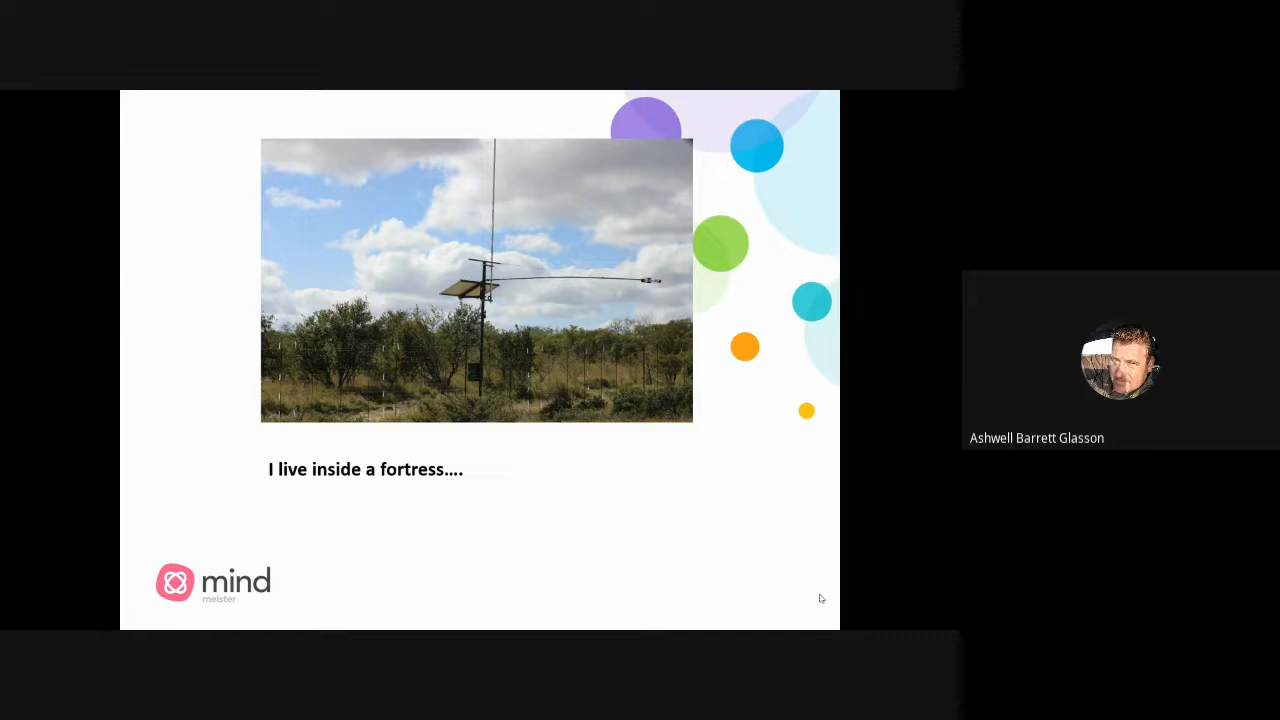 I live inside a fortress....
mind
meister
Ashwell Barrett Glasson